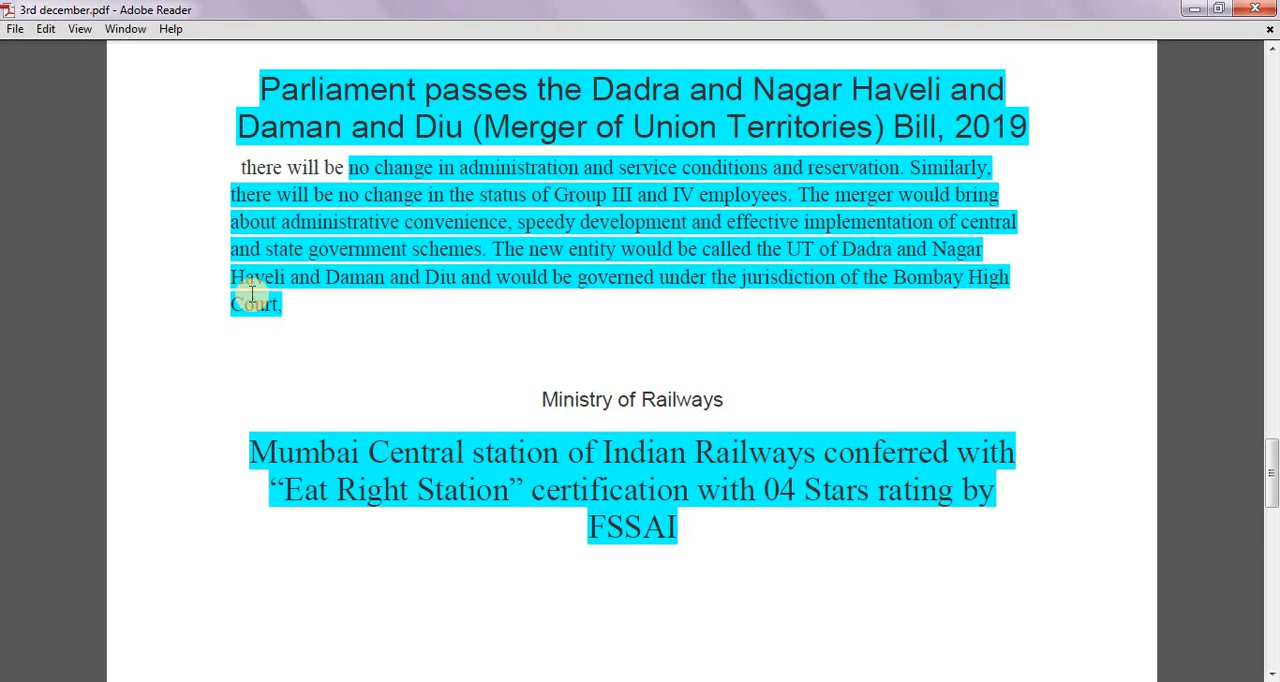 3rd december.pdf - Adobe Reader
File Edit View Window Help
Parliament passes the Dadra and Nagar Haveli and
Daman and Diu (Merger of Union Territories) Bill, 2019
there will be no change in administration and service conditions and reservation. Similarly,
there will be no change in the status of Group III and IV employees. The merger would bring
about administrative convenience, speedy development and effective implementation of central
and state government schemes. The new entity would be called the UT of Dadra and Nagar
Haveli and Daman and Diu and would be governed under the jurisdiction of the Bombay High
Court.
Ministry of Railways
Mumbai Central station of Indian Railways conferred with
“Eat Right Station” certification with 04 Stars rating by
FSSAI